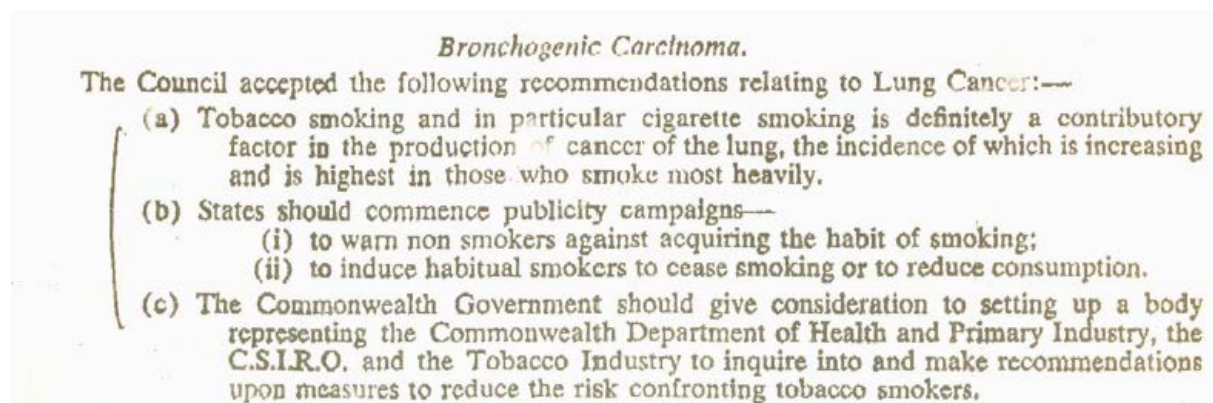 Bronchogenic Carcinoma.
The Council accepted the following recommendations relating to Lung Cancer:—
(a) Tobacco smoking and in particular cigarette smoking is definitely a contributory
factor in the production of cancer of the lung, the incidence of which is increasing
and is highest in those who smoke most heavily.
(b) States should commence publicity campaigns—
(i) to warn non smokers against acquiring the habit of smoking;
(ii) to induce habitual smokers to cease smoking or to reduce consumption.
(c) The Commonwealth Government should give consideration to setting up a body
representing the Commonwealth Department of Health and Primary Industry, the
C.S.I.R.O. and the Tobacco Industry to inquire into and make recommendations
upon measures to reduce the risk confronting tobacco smokers.